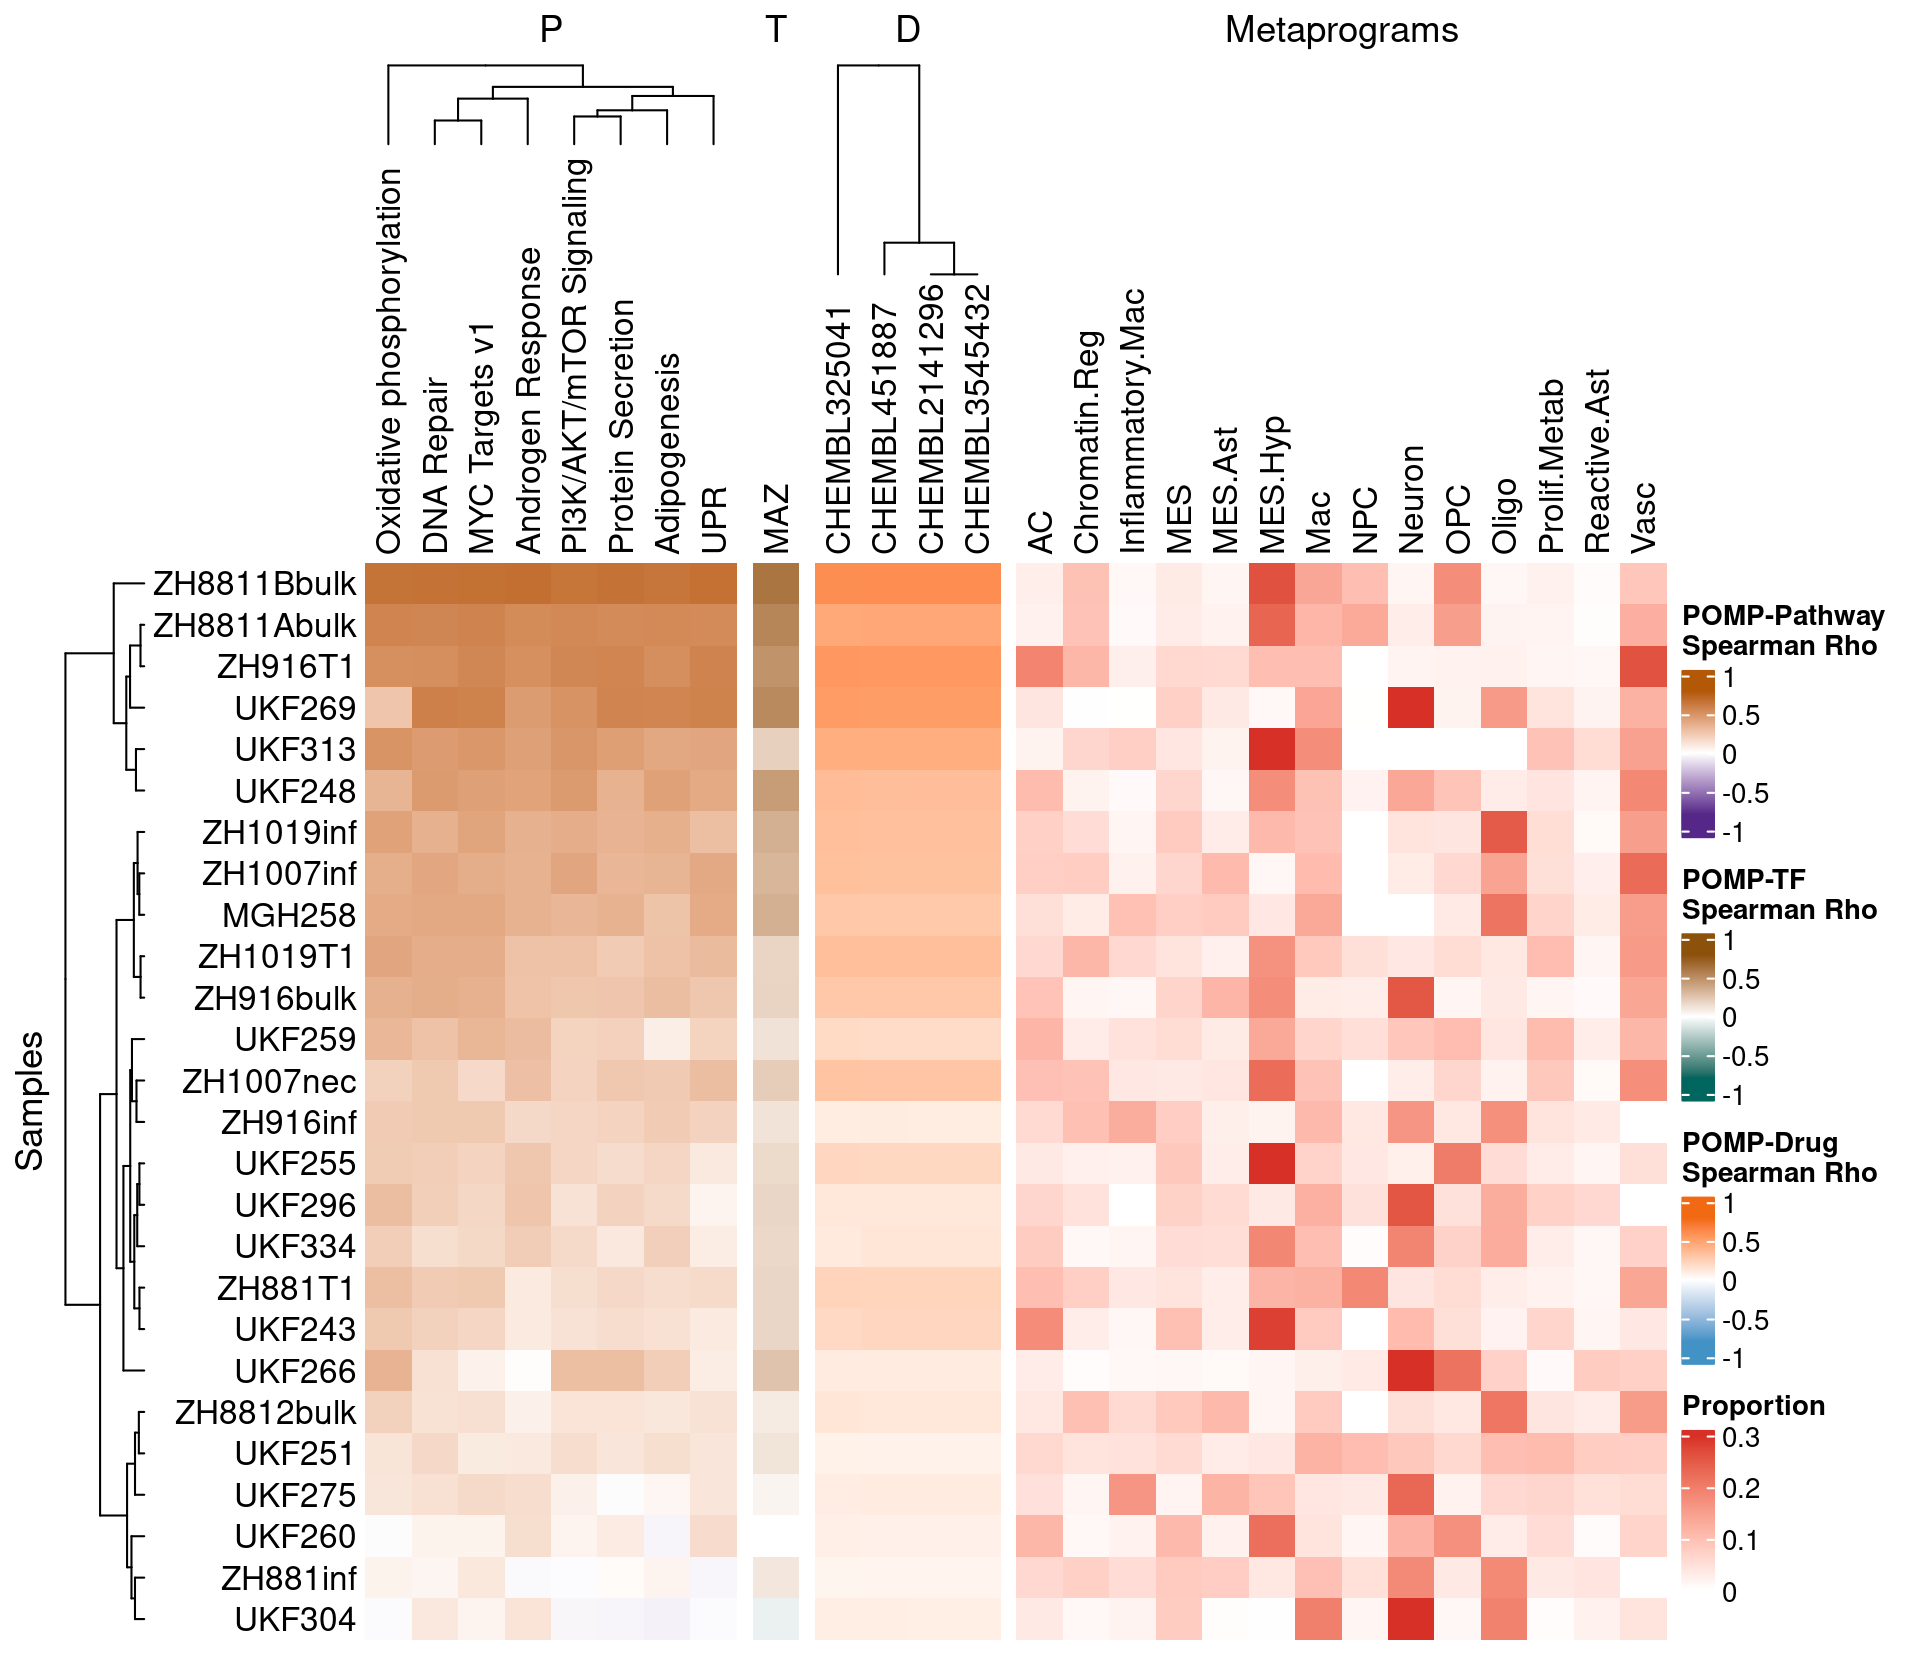 P
T
D
Metaprograms
Oxidative phosphorylation
DNA Repair
MYC Targets v1
Androgen Response
PI3K/AKT/mTOR Signaling
Protein Secretion
Adipogenesis
UPR
MAZ
CHEMBL325041
CHEMBL451887
CHEMBL2141296
CHEMBL3545432
AC
Chromatin.Reg
Inflammatory.Mac
MES
MES.Ast
MES.Hyp
Mac
NPC
Neuron
OPC
Oligo
Prolif.Metab
Reactive.Ast
Vasc
Samples
ZH8811Bbulk
ZH8811Abulk
ZH916T1
UKF269
UKF313
UKF248
ZH1019inf
ZH1007inf
MGH258
ZH1019T1
ZH916bulk
UKF259
ZH1007nec
ZH916inf
UKF255
UKF296
UKF334
ZH881T1
UKF243
UKF266
ZH8812bulk
UKF251
UKF275
UKF260
ZH881inf
UKF304
POMP-Pathway
Spearman Rho
1
0.5
0
-0.5
-1
POMP-TF
Spearman Rho
1
0.5
0
-0.5
-1
POMP-Drug
Spearman Rho
1
0.5
0
-0.5
-1
Proportion
0.3
0.2
0.1
0